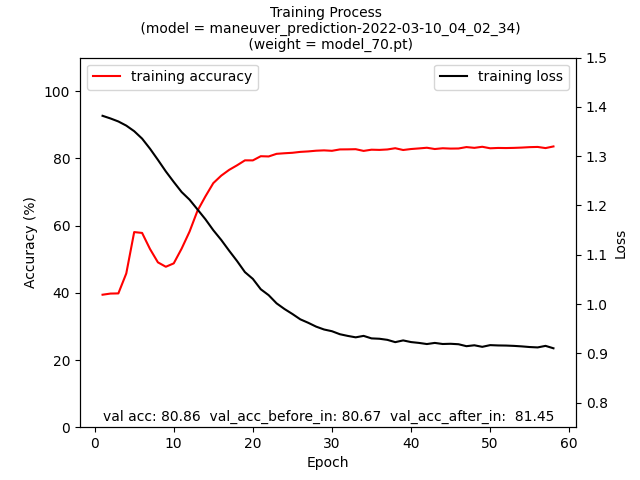 Training Process
(model = maneuver_prediction-2022-03-10_04_02_34)
(weight = model_70.pt)
training accuracy
training loss
100
80
60
40
20
0
Accuracy (%)
1.5
1.4
1.3
1.2
1.1
1.0
0.9
0.8
Loss
val acc: 80.86  val_acc_before_in: 80.67  val_acc_after_in:  81.45
0 10 20 30 40 50 60
Epoch